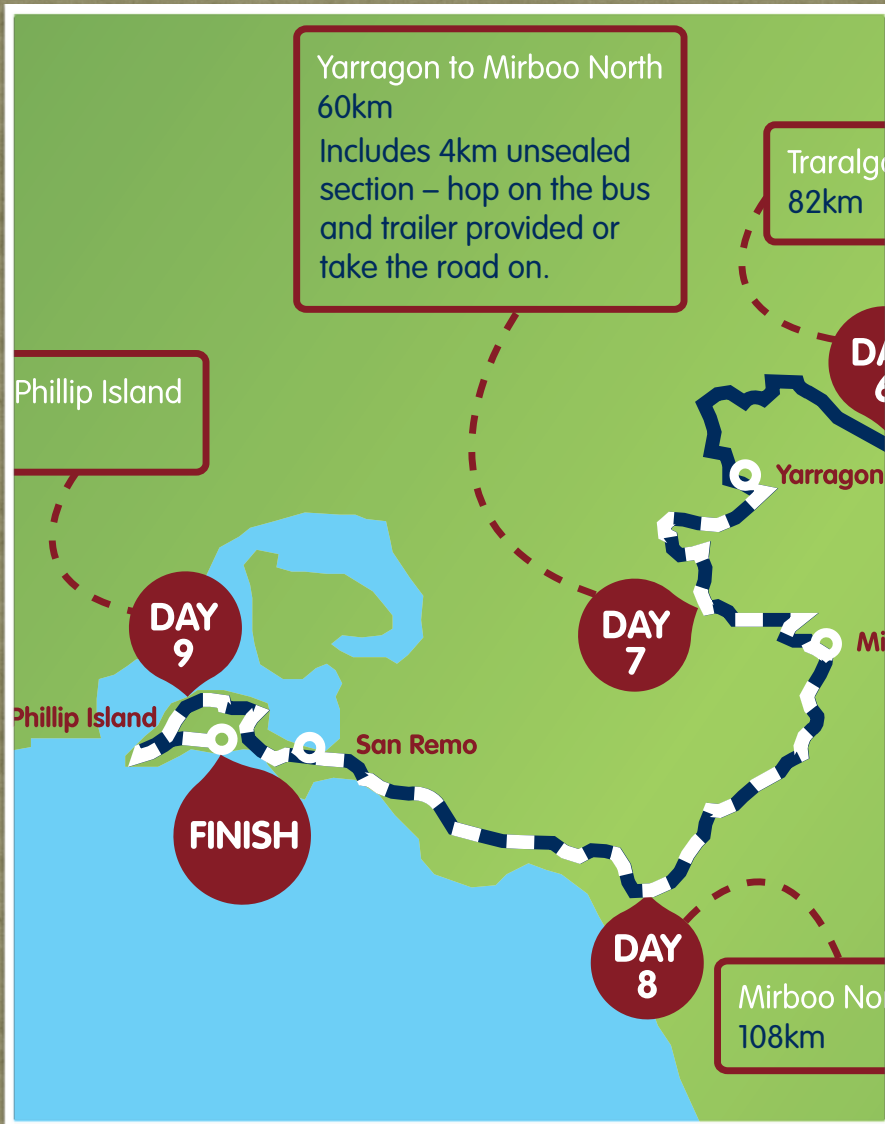 Yarragon to Mirboo North
60km
Includes 4km unsealed
section – hop on the bus
and trailer provided or
take the road on.
82km
Phillip Island
Yarragon
DAY
9
DAY
7
Phillip Island
San Remo
FINISH
DAY
8
Mirboo
108km